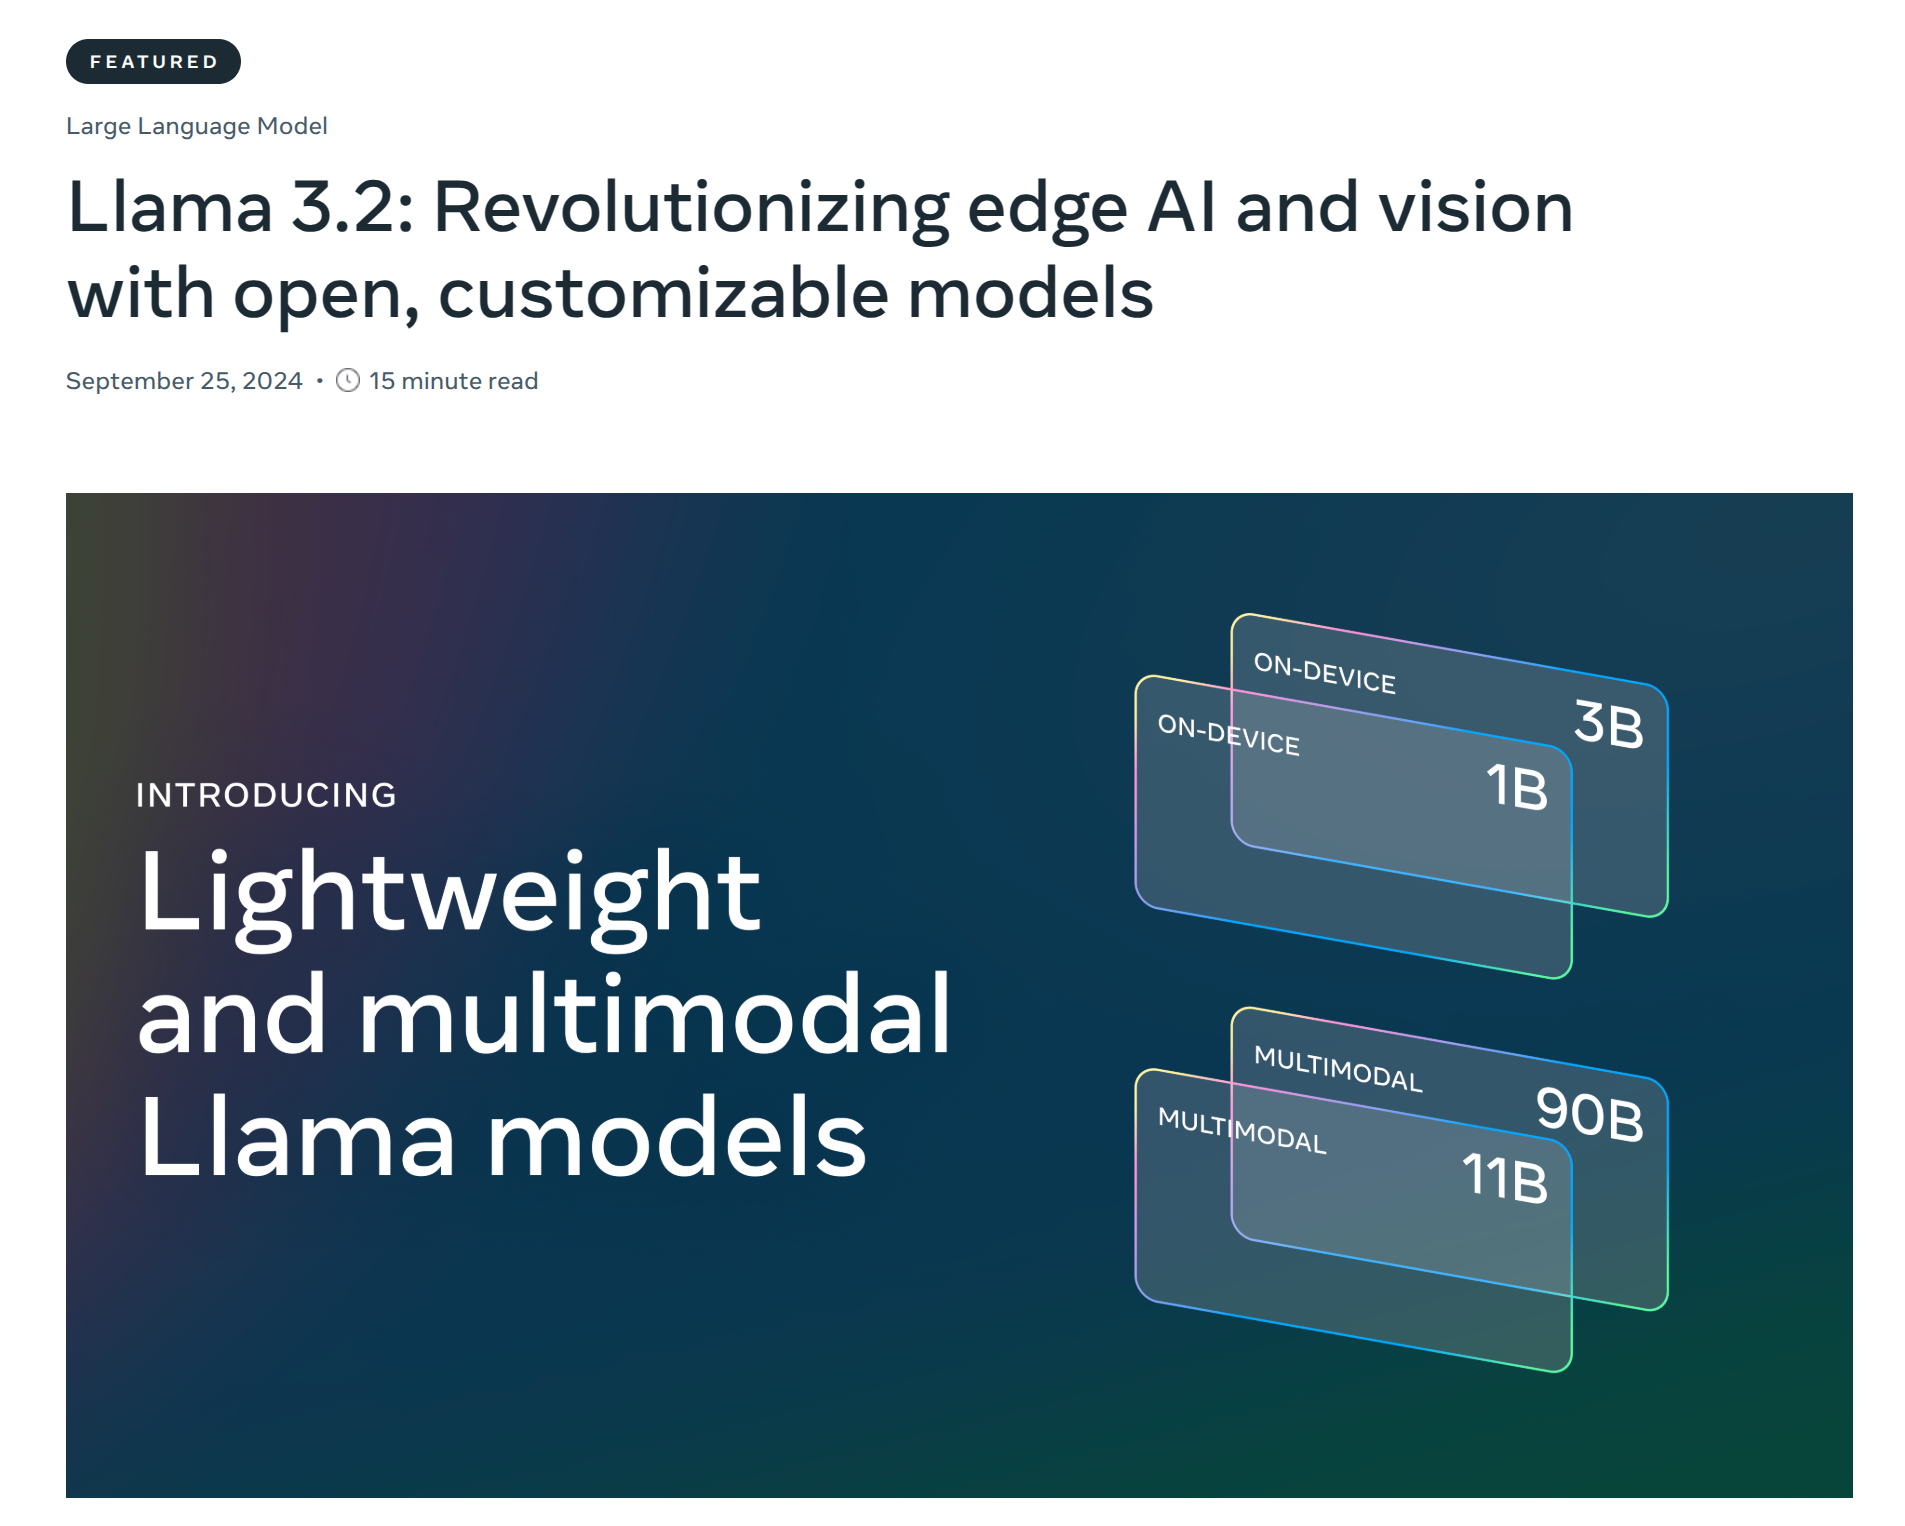 FEATURED
Large Language Model
Llama 3.2: Revolutionizing edge AI and vision
with open, customizable models
September 25, 2024 • 15 minute read
INTRODUCING
Lightweight
and multimodal
Llama models
ON-DEVICE
3B
ON-DEVICE
1B
MULTIMODAL
90B
MULTIMODAL
11B